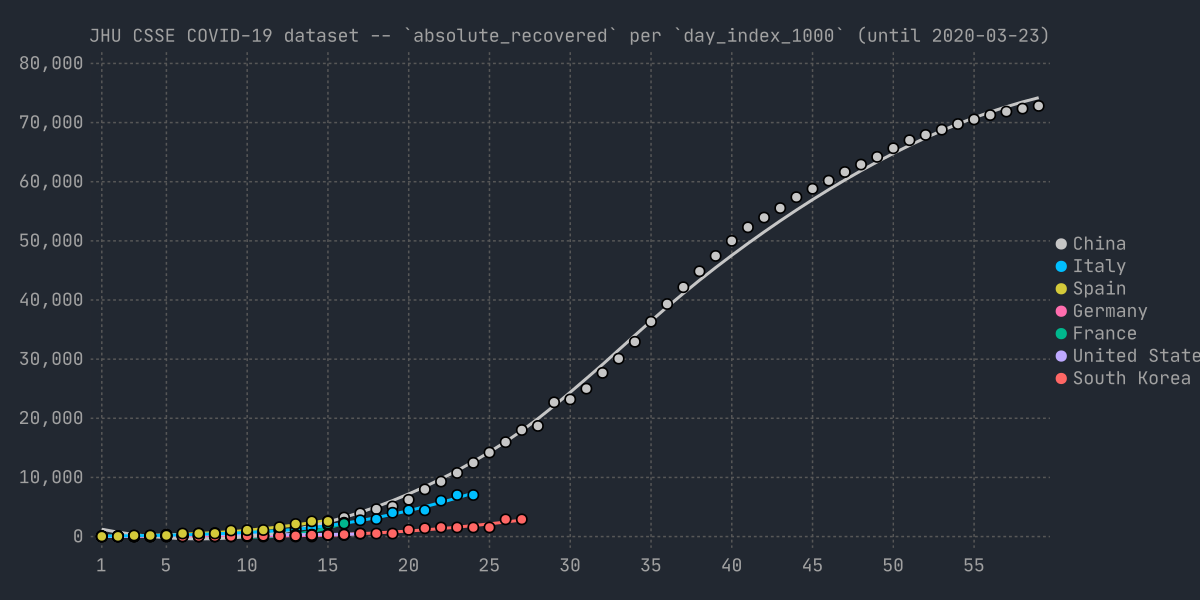 JHU CSSE COVID-19 dataset -- `absolute_recovered` per `day_index_1000` (until 2020-03-23)
80,000
70,000
60,000
50,000
40,000
30,000
20,000
10,000
0
1 5 10 15 20 25 30 35 40 45 50 55
China
Italy
Spain
Germany
France
United State
South Korea